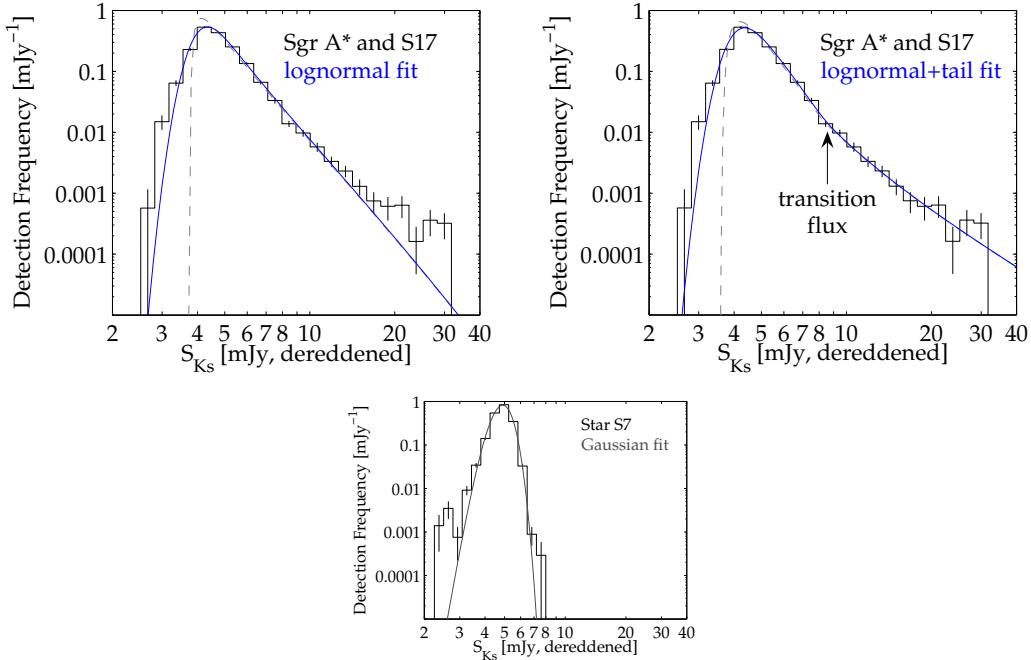 Detection Frequency [mJy⁻¹]
1
0.1
0.01
0.001
0.0001
Sgr A* and S17
lognormal fit
2 3 4 5 6 7 8 10 20 30 40
S_Ks [mJy, dereddened]
Detection Frequency [mJy⁻¹]
1
0.1
0.01
0.001
0.0001
Sgr A* and S17
lognormal+tail fit
transition
flux
2 3 4 5 6 7 8 10 20 30 40
S_Ks [mJy, dereddened]
Detection Frequency [mJy⁻¹]
1
0.1
0.01
0.001
0.0001
Star S7
Gaussian fit
2 3 4 5 6 7 8 10 20 30 40
S_Ks [mJy, dereddened]